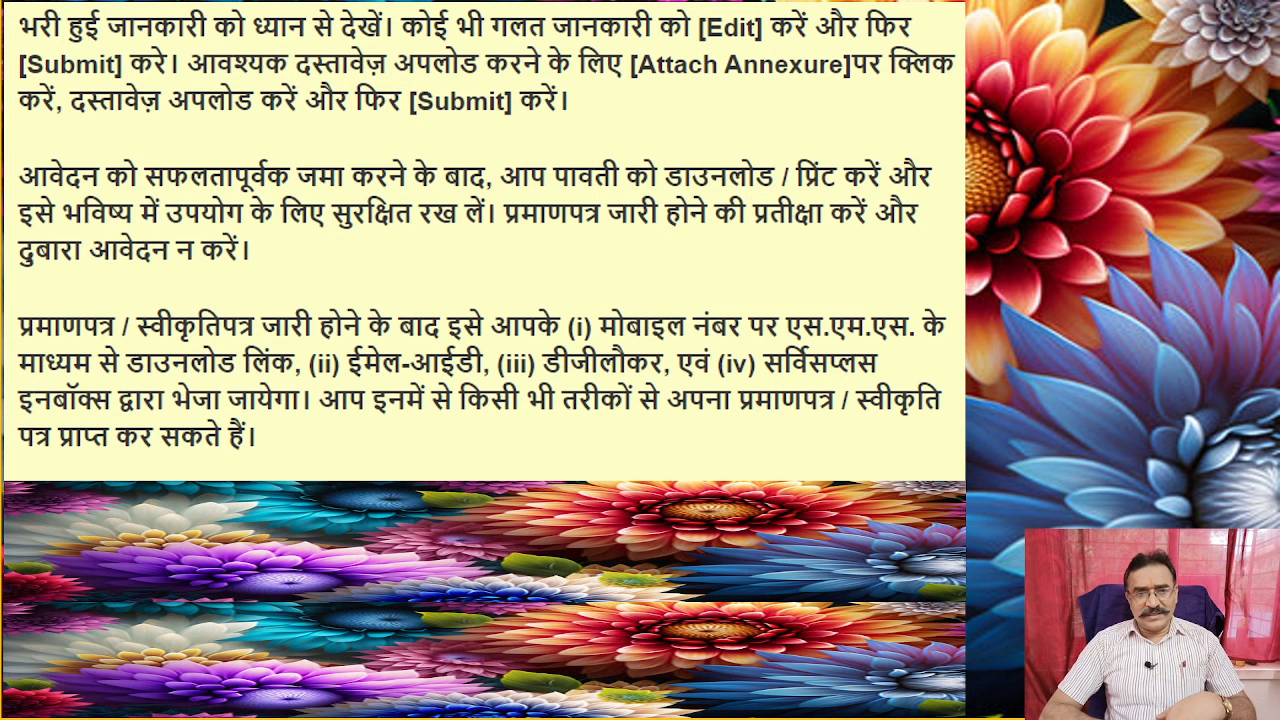 भरी हुई जानकारी को ध्यान से देखें। कोई भी गलत जानकारी को [Edit] करें और फिर
[Submit] करे। आवश्यक दस्तावेज़ अपलोड करने के लिए [Attach Annexure]पर क्लिक
करें, दस्तावेज़ अपलोड करें और फिर [Submit] करें।
आवेदन को सफलतापूर्वक जमा करने के बाद, आप पावती को डाउनलोड / प्रिंट करें और
इसे भविष्य में उपयोग के लिए सुरक्षित रख लें। प्रमाणपत्र जारी होने की प्रतीक्षा करें और
दुबारा आवेदन न करें।
प्रमाणपत्र / स्वीकृतिपत्र जारी होने के बाद इसे आपके (i) मोबाइल नंबर पर एस.एम.एस. के
माध्यम से डाउनलोड लिंक, (ii) ईमेल-आईडी, (iii) डीजीलौकर, एवं (iv) सर्विसप्लस
इनबॉक्स द्वारा भेजा जायेगा। आप इनमें से किसी भी तरीकों से अपना प्रमाणपत्र / स्वीकृति
पत्र प्राप्त कर सकते हैं।